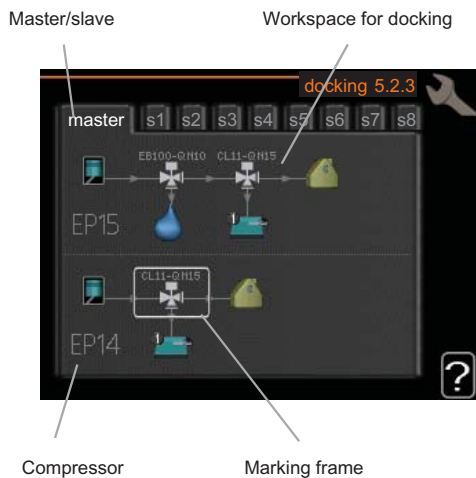 Master/slave Workspace for docking
docking 5.2.3
master s1 s2 s3 s4 s5 s6 s7 s8
EB100-QN10 CL11-QN15
1
EP15
CL11-QN15
1
EP14
?
Compressor Marking frame